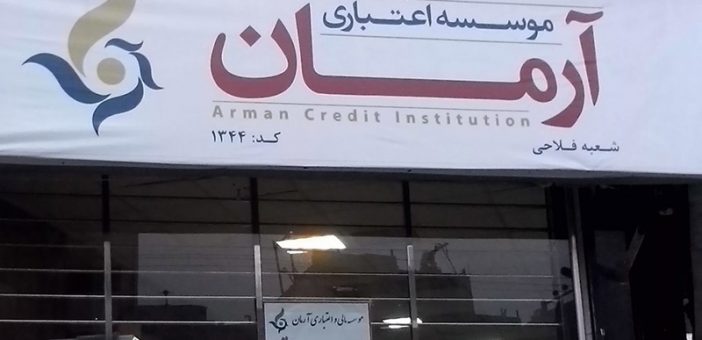 موسسه اعتباری
آرمان
Arman Credit Institution
کد: ۱۳۴۴
شعبه فلاحی
موسسه مالی و اعتباری آرمان